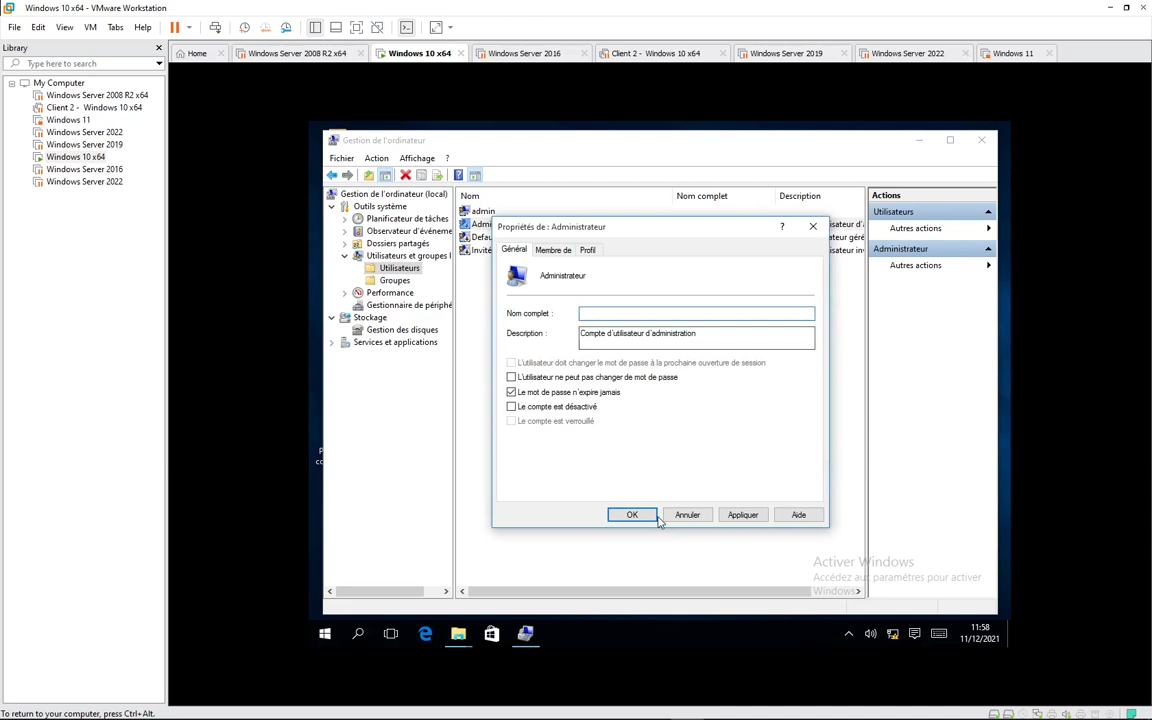 Windows 10 x64 - VMware Workstation
File Edit View VM Tabs Help
Library
Type here to search
My Computer
Windows Server 2008 R2 x64
Client 2 - Windows 10 x64
Windows 11
Windows Server 2022
Windows Server 2019
Windows 10 x64
Windows Server 2016
Windows Server 2022
Home Windows Server 2008 R2 x64 Windows 10 x64 Windows Server 2016 Client 2 - Windows 10 x64 Windows Server 2019 Windows Server 2022 Windows 11
Gestion de l'ordinateur
Fichier Action Affichage ?
Gestion de l'ordinateur (local)
Outils système
Planificateur de tâches
Observateur d'événeme
Dossiers partagés
Utilisateurs et groupes l
Utilisateurs
Groupes
Performance
Gestionnaire de périphé
Stockage
Gestion des disques
Services et applications
Nom Nom complet Description
admin
Admi isateur d'
Defau ateur géré
Invité ateur inv
Actions
Utilisateurs
Autres actions
Administrateur
Autres actions
Propriétés de : Administrateur ?
Général Membre de Profil
Administrateur
Nom complet :
Description : Compte d'utilisateur d'administration
L'utilisateur doit changer le mot de passe à la prochaine ouverture de session
L'utilisateur ne peut pas changer de mot de passe
Le mot de passe n'expire jamais
Le compte est désactivé
Le compte est verrouillé
OK Annuler Appliquer Aide
P
co
Activer Windows
Accédez aux paramètres pour activer
Windows.
11:58
11/12/2021
To return to your computer, press Ctrl+Alt.